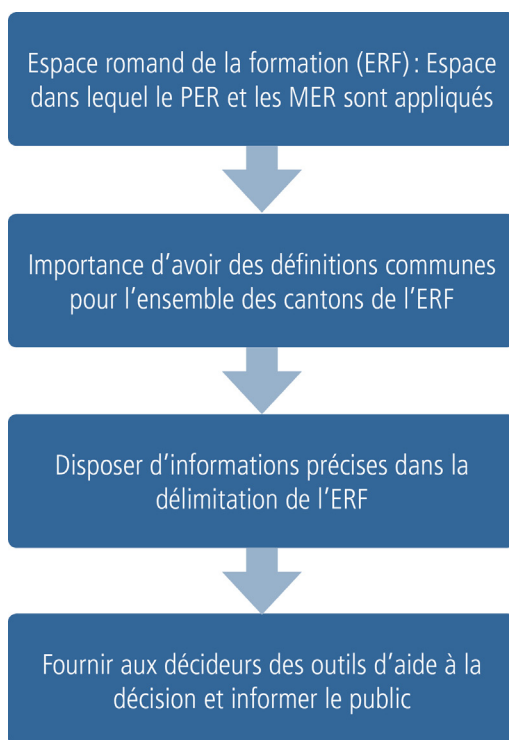 Espace romand de la formation (ERF) : Espace
dans lequel le PER et les MER sont appliqués
Importance d’avoir des définitions communes
pour l’ensemble des cantons de l’ERF
Disposer d’informations précises dans la
délimitation de l’ERF
Fournir aux décideurs des outils d’aide à la
décision et informer le public